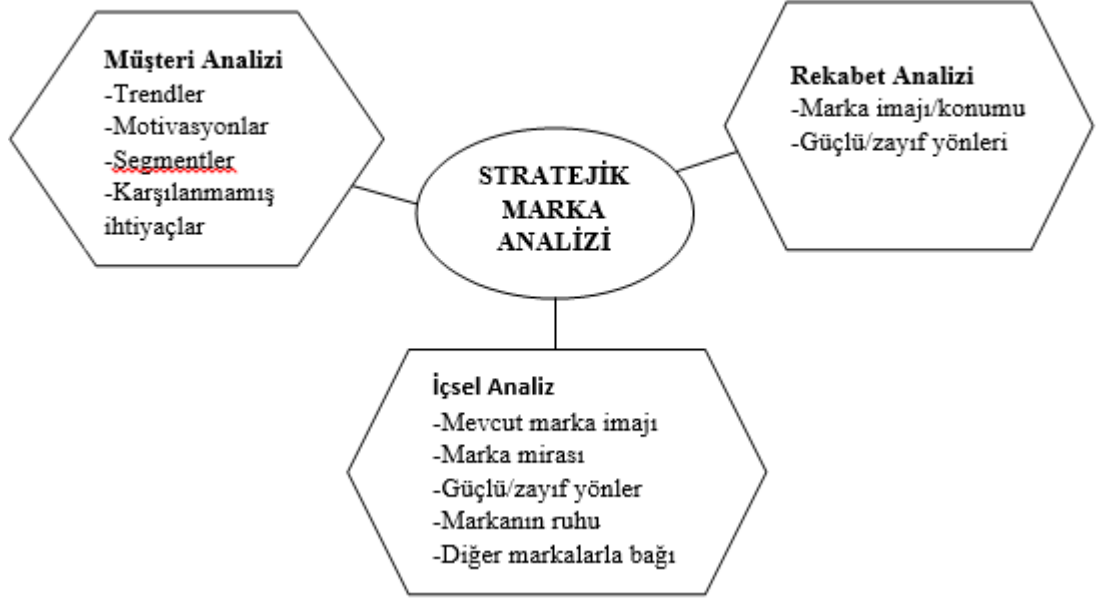 Müşteri Analizi
-Trendler
-Motivasyonlar
-Segmentler
-Karşılanmamış
ihtiyaçlar
STRATEJİK
MARKA
ANALİZİ
Rekabet Analizi
-Marka imajı/konumu
-Güçlü/zayıf yönleri
İçsel Analiz
-Mevcut marka imajı
-Marka mirası
-Güçlü/zayıf yönler
-Markanın ruhu
-Diğer markalarla bağı